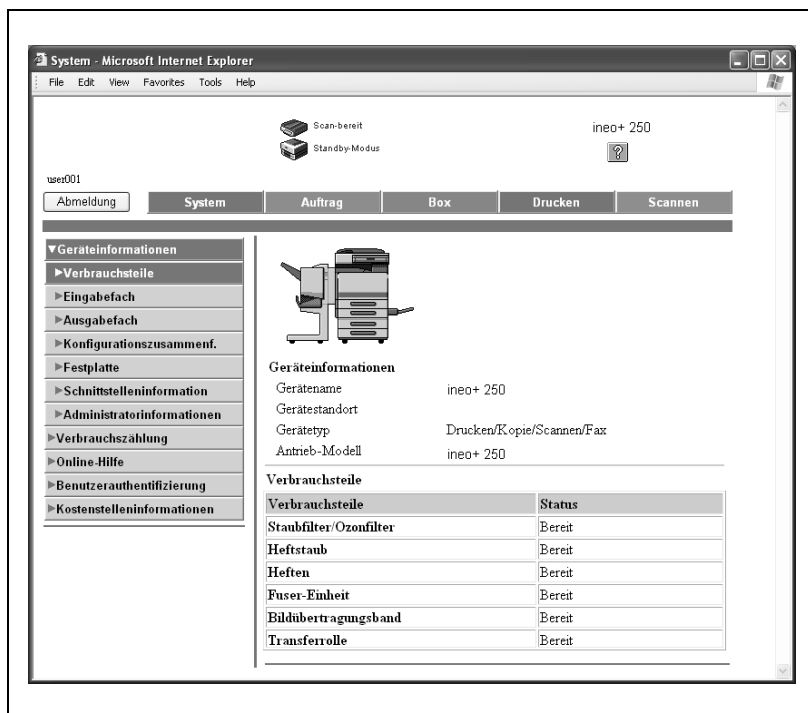 System - Microsoft Internet Explorer
File Edit View Favorites Tools Help
Scan-bereit
ineo+ 250
Standby-Modus
?
user001
Abmeldung System Auftrag Box Drucken Scannen
▼Geräteinformationen
►Verbrauchsteile
►Eingabefach
►Ausgabefach
►Konfigurationszusammenf.
►Festplatte
►Schnittstelleninformation
►Administratorinformationen
►Verbrauchszählung
►Online-Hilfe
►Benutzerauthentifizierung
►Kostenstelleninformationen
Geräteinformationen
Gerätename ineo+ 250
Gerätestandort
Gerätetyp Drucken/Kopie/Scannen/Fax
Antrieb-Modell ineo+ 250
Verbrauchsteile
Verbrauchsteile Status
Staubfilter/Ozonfilter Bereit
Heftstaub Bereit
Heften Bereit
Fuser-Einheit Bereit
Bildübertragungsband Bereit
Transferrolle Bereit